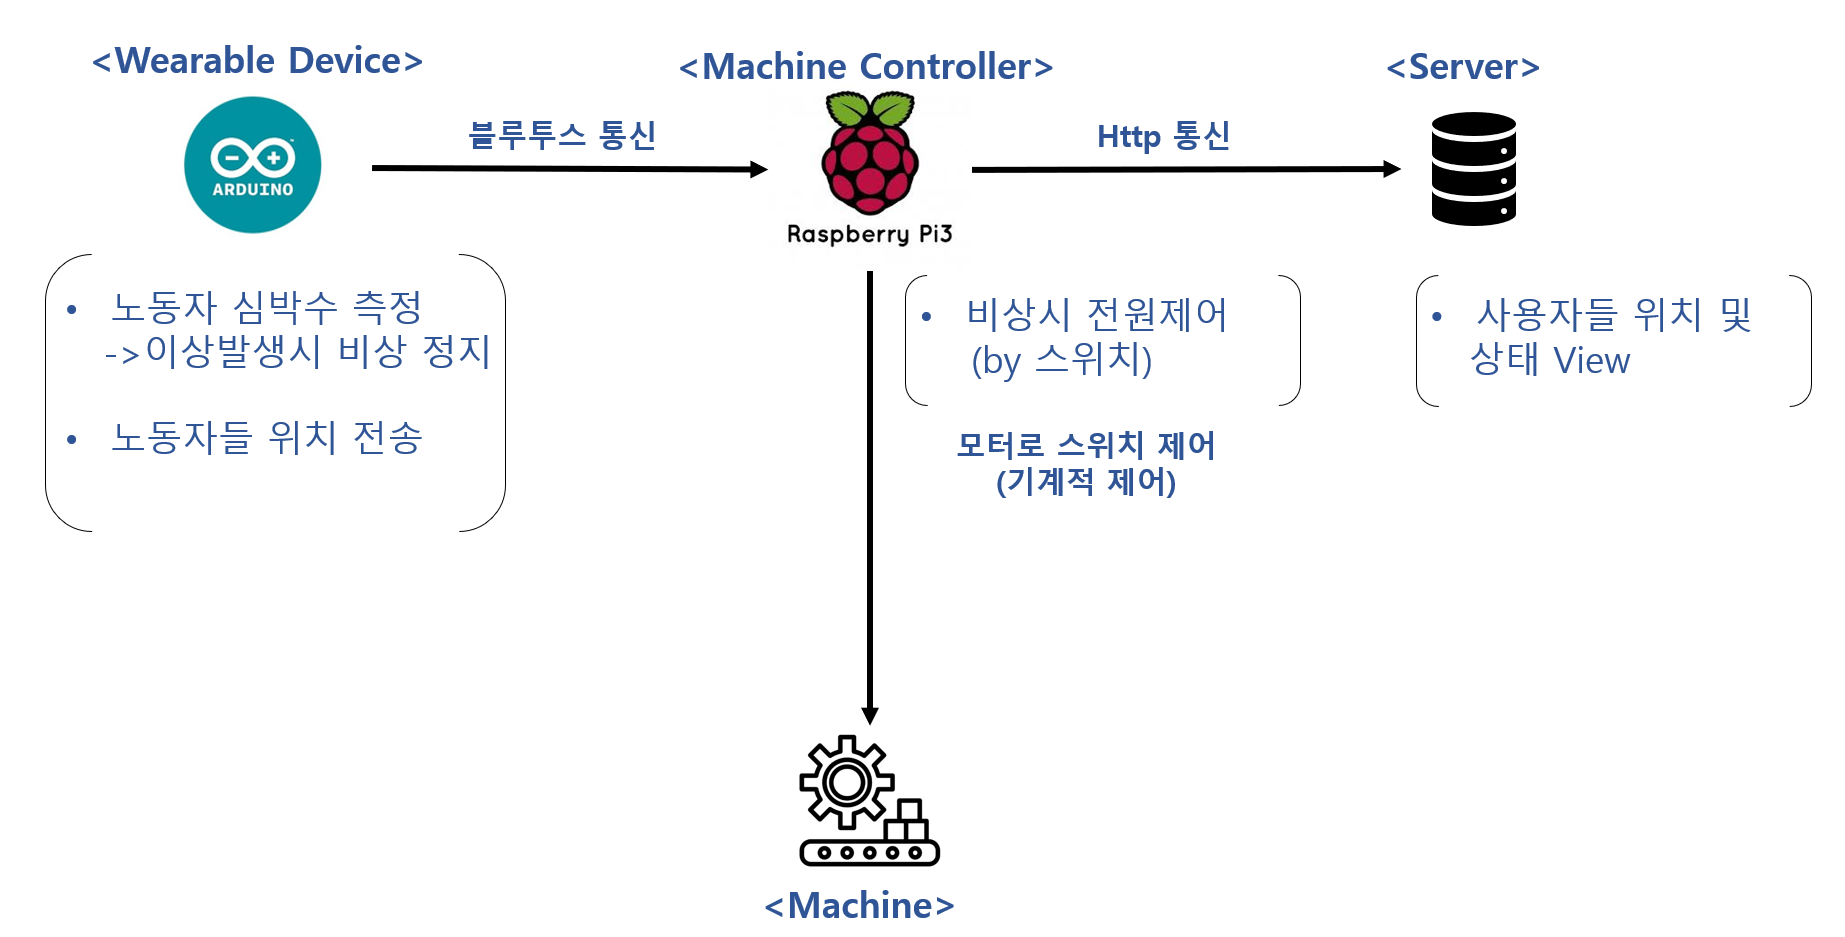 <Wearable Device>
<Machine Controller>
<Server>
블루투스 통신
Http 통신
ARDUINO
Raspberry Pi3
• 노동자 심박수 측정
->이상발생시 비상 정지
• 노동자들 위치 전송
• 비상시 전원제어
(by 스위치)
• 사용자들 위치 및
상태 View
모터로 스위치 제어
(기계적 제어)
<Machine>